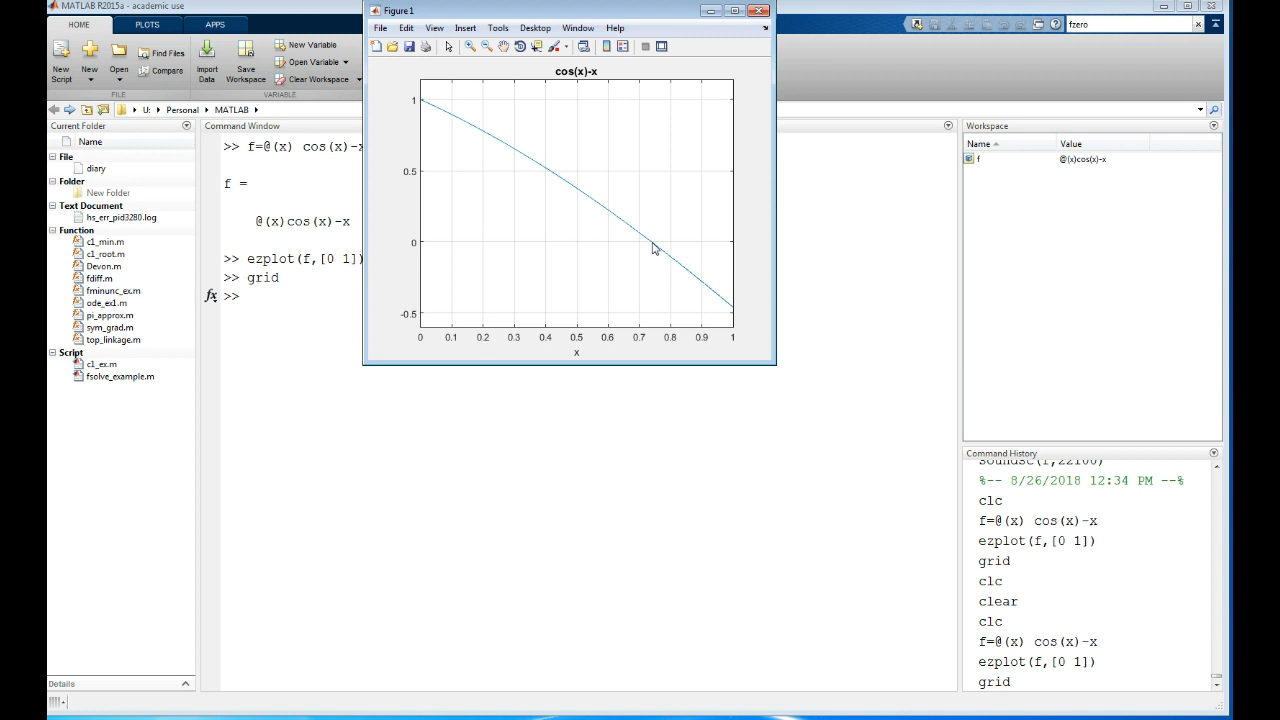 MATLAB R2015a - academic use
HOME PLOTS APPS
fzero
New Script
New
Open
Find Files
Compare
Import Data
Save Workspace
New Variable
Open Variable
Clear Workspace
FILE
VARIABLE
U: Personal MATLAB
Current Folder
Name
File
diary
Folder
New Folder
Text Document
hs_err_pid3280.log
Function
c1_min.m
c1_root.m
Devon.m
fdiff.m
fminunc_ex.m
ode_ex1.m
pi_approx.m
sym_grad.m
top_linkage.m
Script
c1_ex.m
fsolve_example.m
Details
Command Window
>> f=@(x) cos(x)-x
f =
@(x)cos(x)-x
>> ezplot(f,[0 1])
>> grid
fx >>
Figure 1
File Edit View Insert Tools Desktop Window Help
cos(x)-x
1
0.5
0
-0.5
0 0.1 0.2 0.3 0.4 0.5 0.6 0.7 0.8 0.9 1
x
Workspace
Name Value
f @(x)cos(x)-x
Command History
%-- 8/26/2018 12:34 PM --%
clc
f=@(x) cos(x)-x
ezplot(f,[0 1])
grid
clc
clear
clc
f=@(x) cos(x)-x
ezplot(f,[0 1])
grid